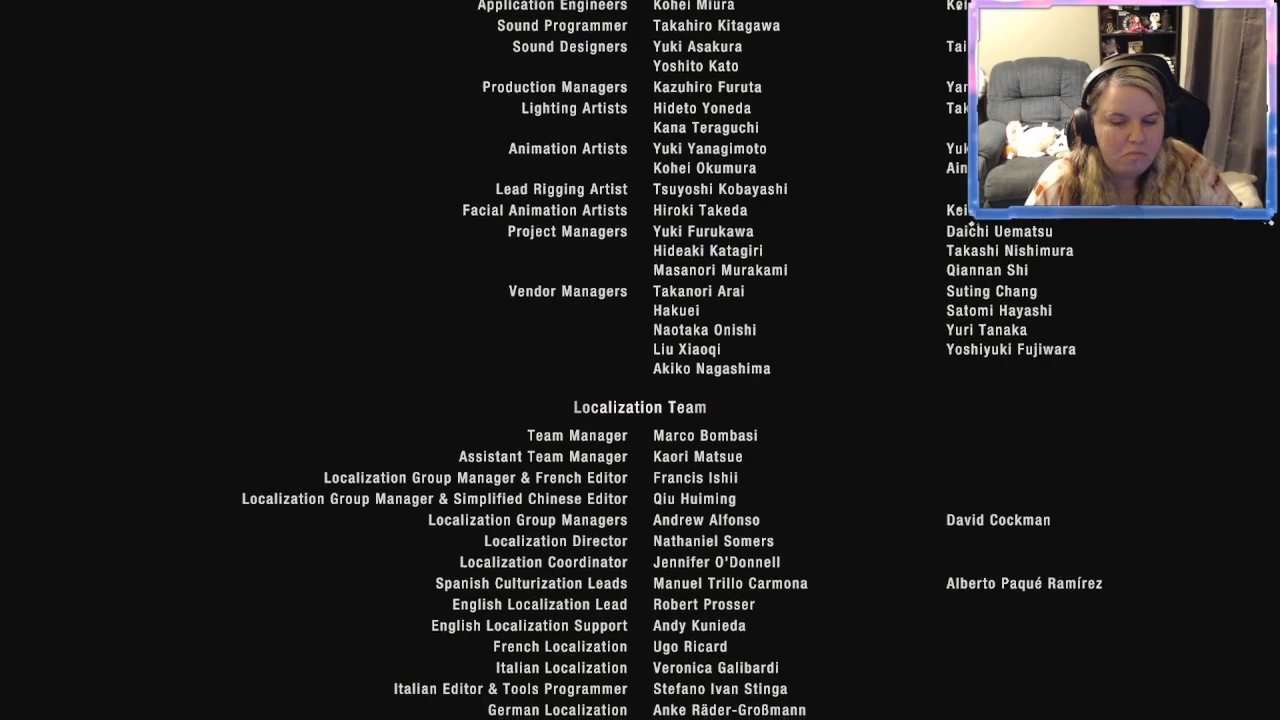 Application Engineers Kohei Miura
Sound Programmer Takahiro Kitagawa
Sound Designers Yuki Asakura
Yoshito Kato
Production Managers Kazuhiro Furuta
Lighting Artists Hideto Yoneda
Kana Teraguchi
Animation Artists Yuki Yanagimoto
Kohei Okumura
Lead Rigging Artist Tsuyoshi Kobayashi
Facial Animation Artists Hiroki Takeda
Project Managers Yuki Furukawa Daichi Uematsu
Hideaki Katagiri Takashi Nishimura
Masanori Murakami Qiannan Shi
Vendor Managers Takanori Arai Suting Chang
Hakuei Satomi Hayashi
Naotaka Onishi Yuri Tanaka
Liu Xiaoqi Yoshiyuki Fujiwara
Akiko Nagashima
Localization Team
Team Manager Marco Bombasi
Assistant Team Manager Kaori Matsue
Localization Group Manager & French Editor Francis Ishii
Localization Group Manager & Simplified Chinese Editor Qiu Huiming
Localization Group Managers Andrew Alfonso David Cockman
Localization Director Nathaniel Somers
Localization Coordinator Jennifer O'Donnell
Spanish Culturization Leads Manuel Trillo Carmona Alberto Paqué Ramírez
English Localization Lead Robert Prosser
English Localization Support Andy Kunieda
French Localization Ugo Ricard
Italian Localization Veronica Galibardi
Italian Editor & Tools Programmer Stefano Ivan Stinga
German Localization Anke Räder-Großmann